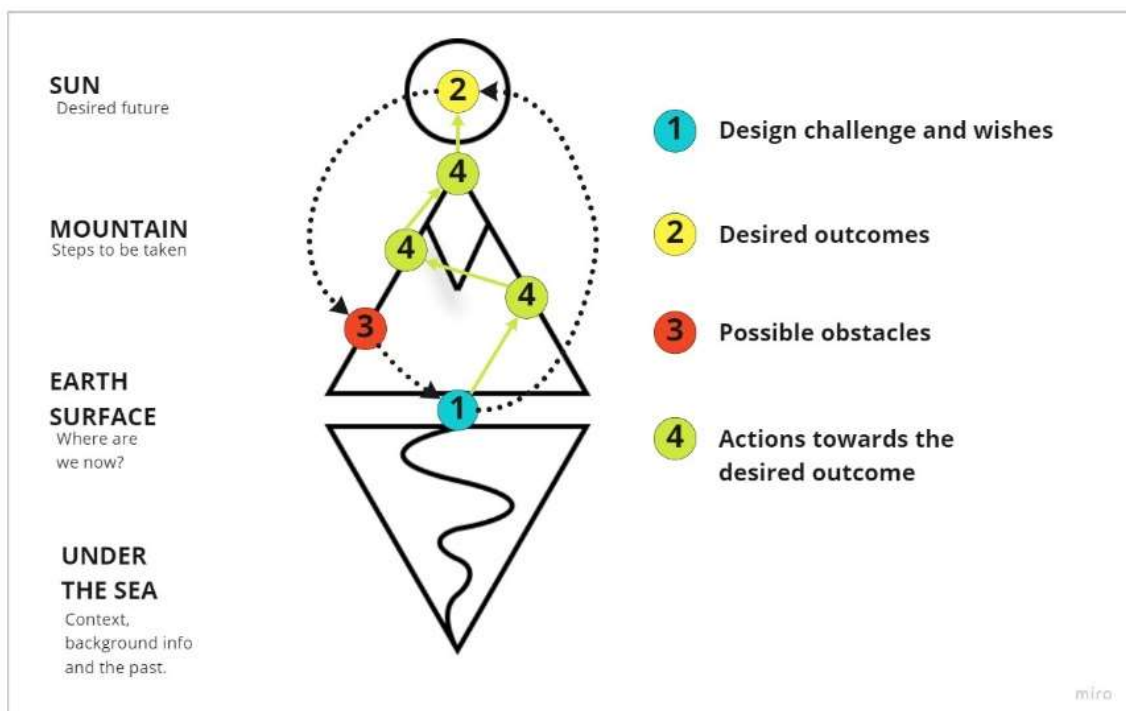 SUN
Desired future
MOUNTAIN
Steps to be taken
EARTH
SURFACE
Where are
we now?
UNDER
THE SEA
Context,
background info
and the past.
2
4
4
4
3
1
1 Design challenge and wishes
2 Desired outcomes
3 Possible obstacles
4 Actions towards the
desired outcome
miro